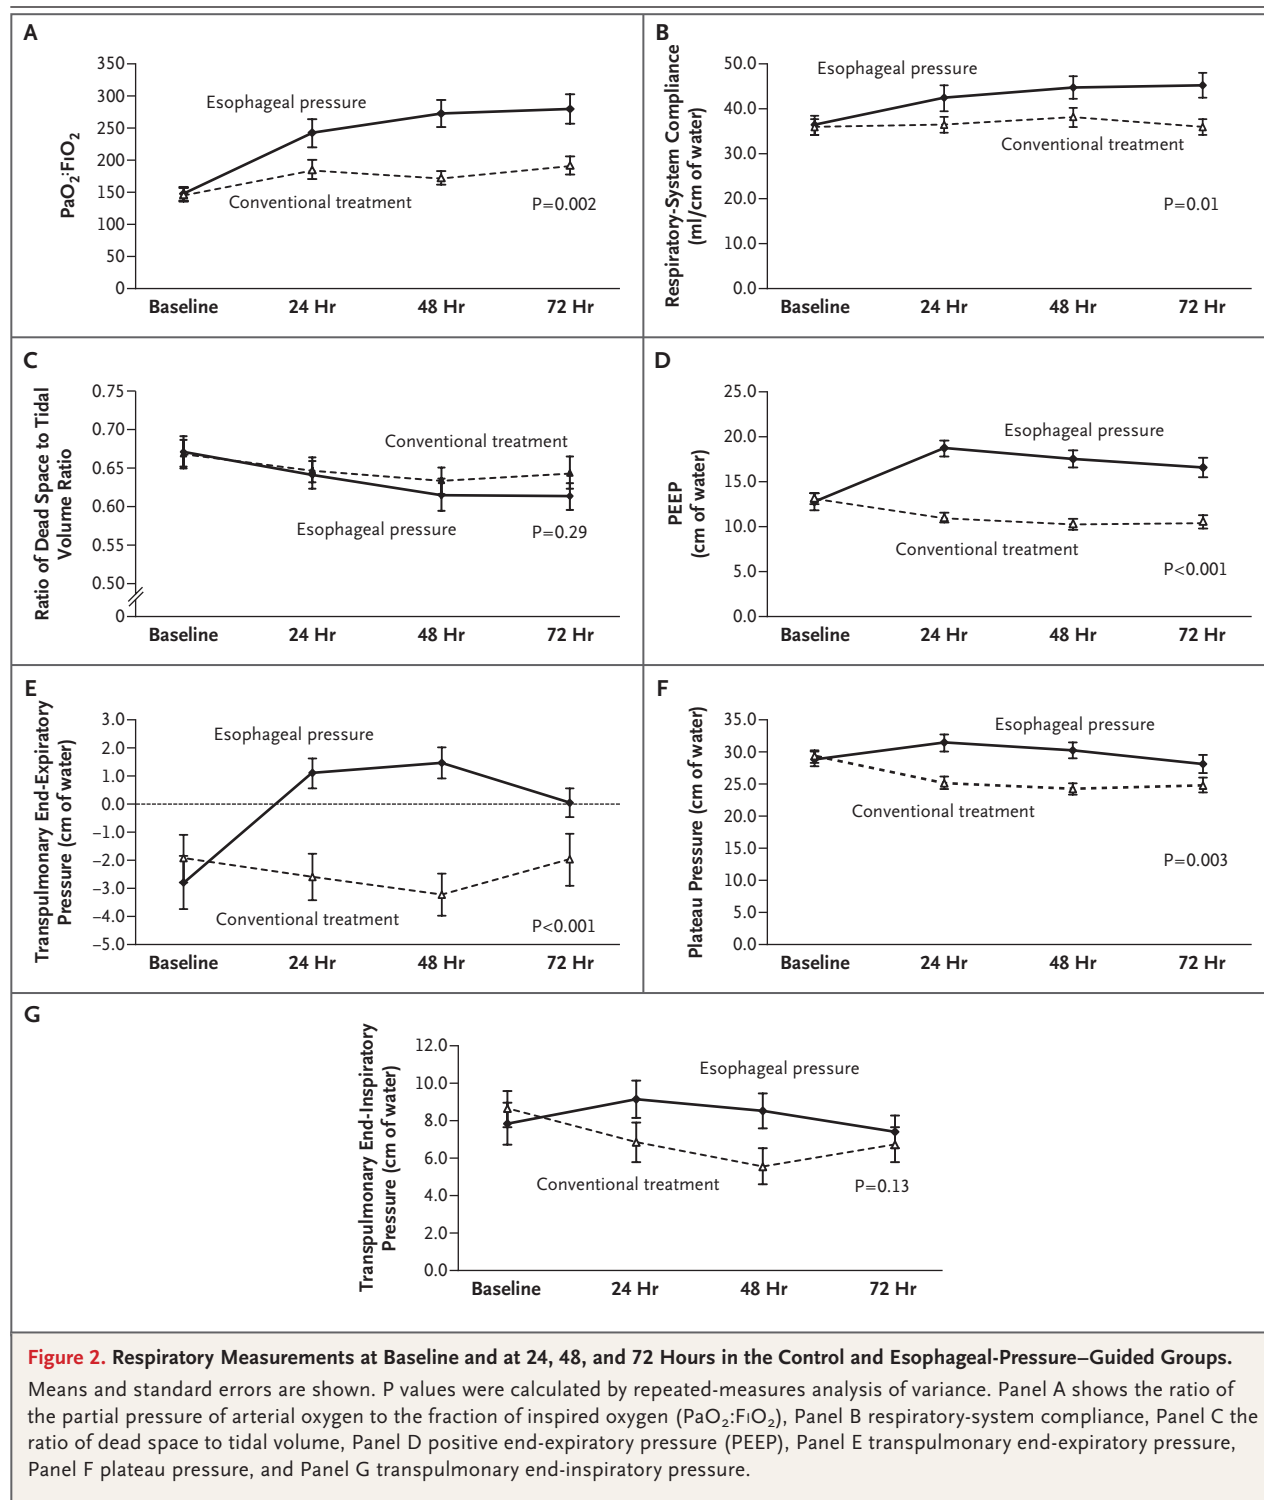 A
PaO2:FIO2
350
300
250
200
150
100
50
0
Esophageal pressure
Conventional treatment
P=0.002
Baseline 24 Hr 48 Hr 72 Hr
B
Respiratory-System Compliance
(ml/cm of water)
50.0
40.0
30.0
20.0
10.0
0.0
Esophageal pressure
Conventional treatment
P=0.01
Baseline 24 Hr 48 Hr 72 Hr
C
Ratio of Dead Space to Tidal
Volume Ratio
0.75
0.70
0.65
0.60
0.55
0.50
0
Conventional treatment
Esophageal pressure
P=0.29
Baseline 24 Hr 48 Hr 72 Hr
D
PEEP
(cm of water)
25.0
20.0
15.0
10.0
5.0
0.0
Esophageal pressure
Conventional treatment
P<0.001
Baseline 24 Hr 48 Hr 72 Hr
E
Transpulmonary End-Expiratory
Pressure (cm of water)
3.0
2.0
1.0
0.0
−1.0
−2.0
−3.0
−4.0
−5.0
Esophageal pressure
Conventional treatment
P<0.001
Baseline 24 Hr 48 Hr 72 Hr
F
Plateau Pressure (cm of water)
35.0
30.0
25.0
20.0
15.0
10.0
5.0
0.0
Esophageal pressure
Conventional treatment
P=0.003
Baseline 24 Hr 48 Hr 72 Hr
G
Transpulmonary End-Inspiratory
Pressure (cm of water)
12.0
10.0
8.0
6.0
4.0
2.0
0.0
Esophageal pressure
Conventional treatment
P=0.13
Baseline 24 Hr 48 Hr 72 Hr
Figure 2. Respiratory Measurements at Baseline and at 24, 48, and 72 Hours in the Control and Esophageal-Pressure–Guided Groups.
Means and standard errors are shown. P values were calculated by repeated-measures analysis of variance. Panel A shows the ratio of
the partial pressure of arterial oxygen to the fraction of inspired oxygen (PaO2:FIO2), Panel B respiratory-system compliance, Panel C the
ratio of dead space to tidal volume, Panel D positive end-expiratory pressure (PEEP), Panel E transpulmonary end-expiratory pressure,
Panel F plateau pressure, and Panel G transpulmonary end-inspiratory pressure.